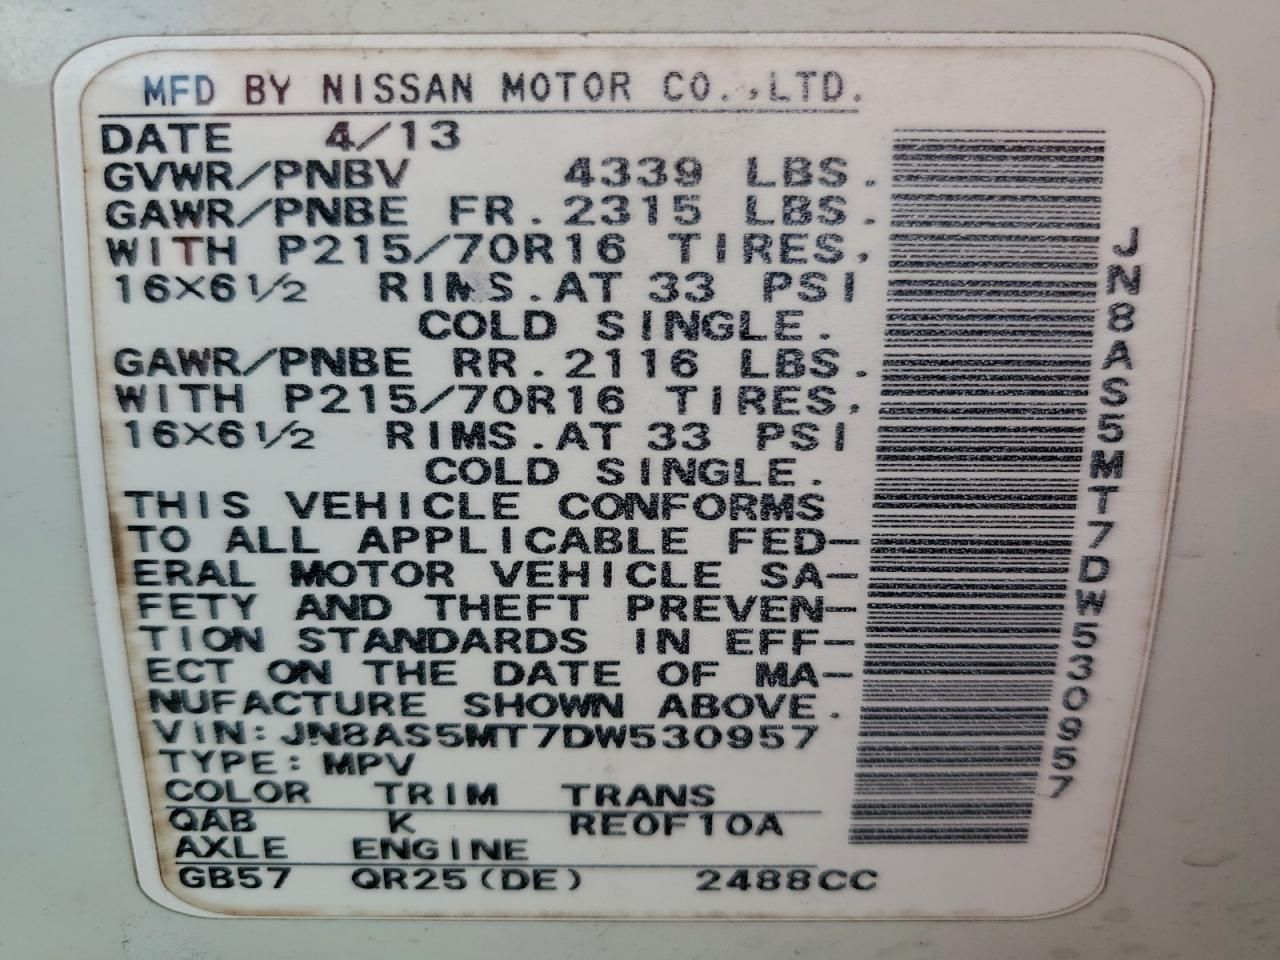 MFD BY NISSAN MOTOR CO.,LTD.
DATE 4/13
GVWR/PNBV 4339 LBS.
GAWR/PNBE FR. 2315 LBS.
WITH P215/70R16 TIRES,
16X6 1/2 RIMS.AT 33 PSI
COLD SINGLE.
GAWR/PNBE RR. 2116 LBS.
WITH P215/70R16 TIRES,
16X6 1/2 RIMS.AT 33 PSI
COLD SINGLE.
THIS VEHICLE CONFORMS
TO ALL APPLICABLE FED-
ERAL MOTOR VEHICLE SA-
FETY AND THEFT PREVEN-
TION STANDARDS IN EFF-
ECT ON THE DATE OF MA-
NUFACTURE SHOWN ABOVE.
VIN: JN8AS5MT7DW530957
TYPE: MPV
COLOR TRIM TRANS
QAB K RE0F10A
AXLE ENGINE
GB57 QR25(DE) 2488CC
JN8AS5MT7DW530957